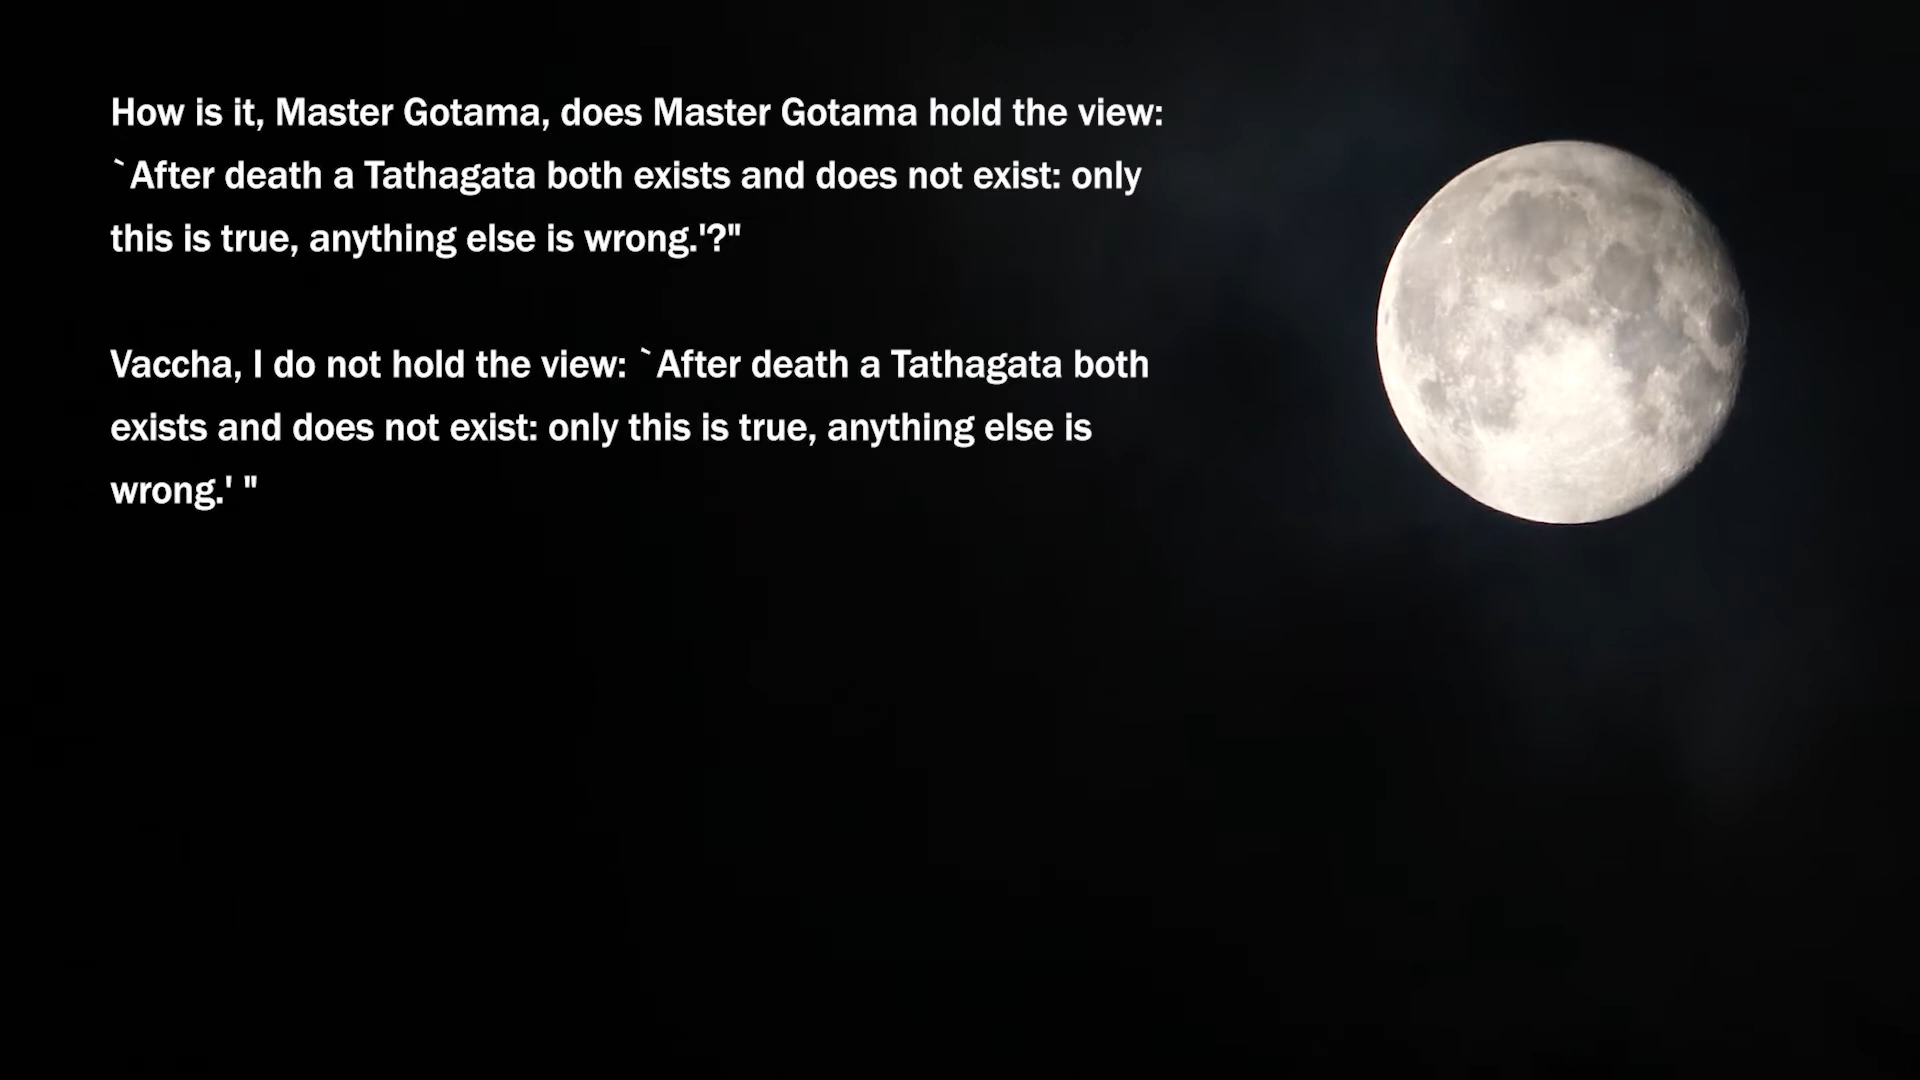 How is it, Master Gotama, does Master Gotama hold the view:
`After death a Tathagata both exists and does not exist: only
this is true, anything else is wrong.'?"
Vaccha, I do not hold the view: `After death a Tathagata both
exists and does not exist: only this is true, anything else is
wrong.' "